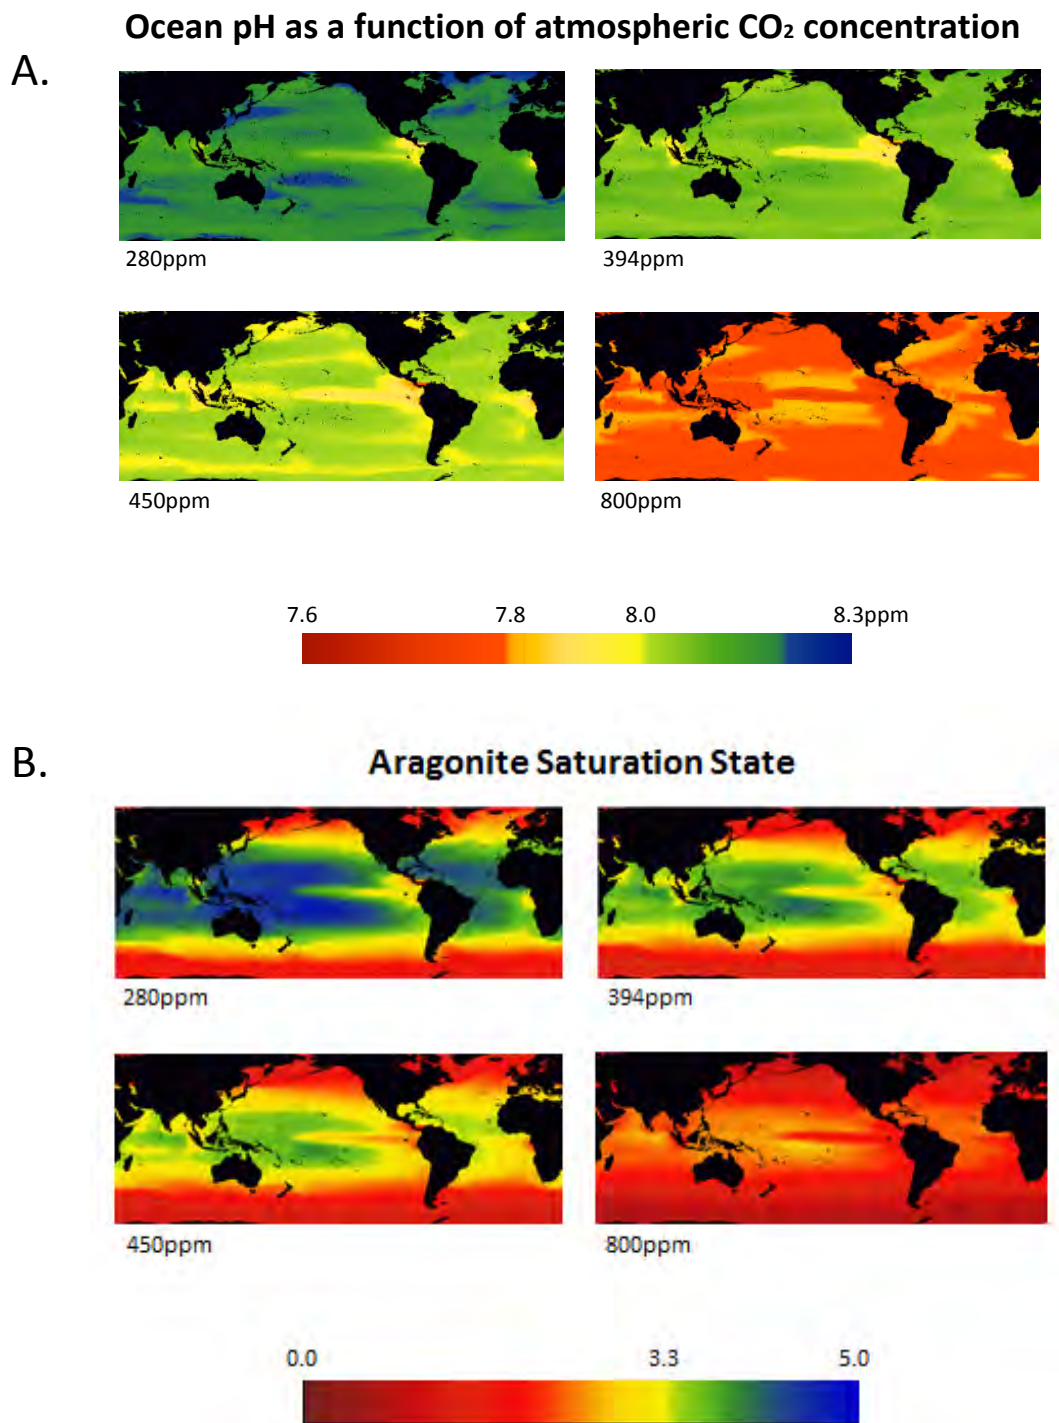 Ocean pH as a function of atmospheric CO₂ concentration
A.
280ppm
394ppm
450ppm
800ppm
7.6 7.8 8.0 8.3ppm
B.
Aragonite Saturation State
280ppm
394ppm
450ppm
800ppm
0.0 3.3 5.0